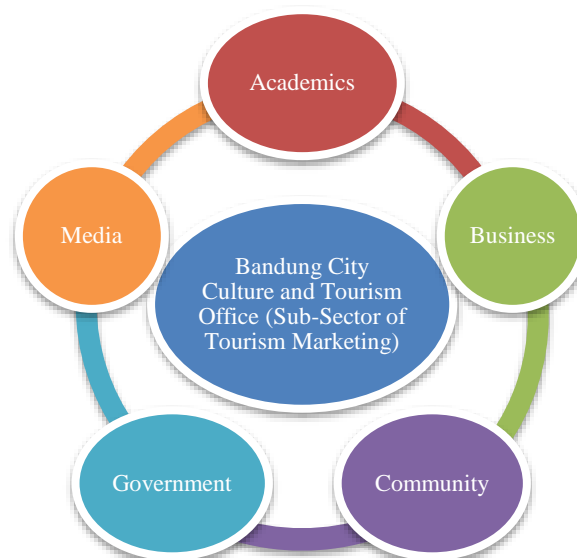 Academics
Media
Business
Bandung City
Culture and Tourism
Office (Sub-Sector of
Tourism Marketing)
Government
Community